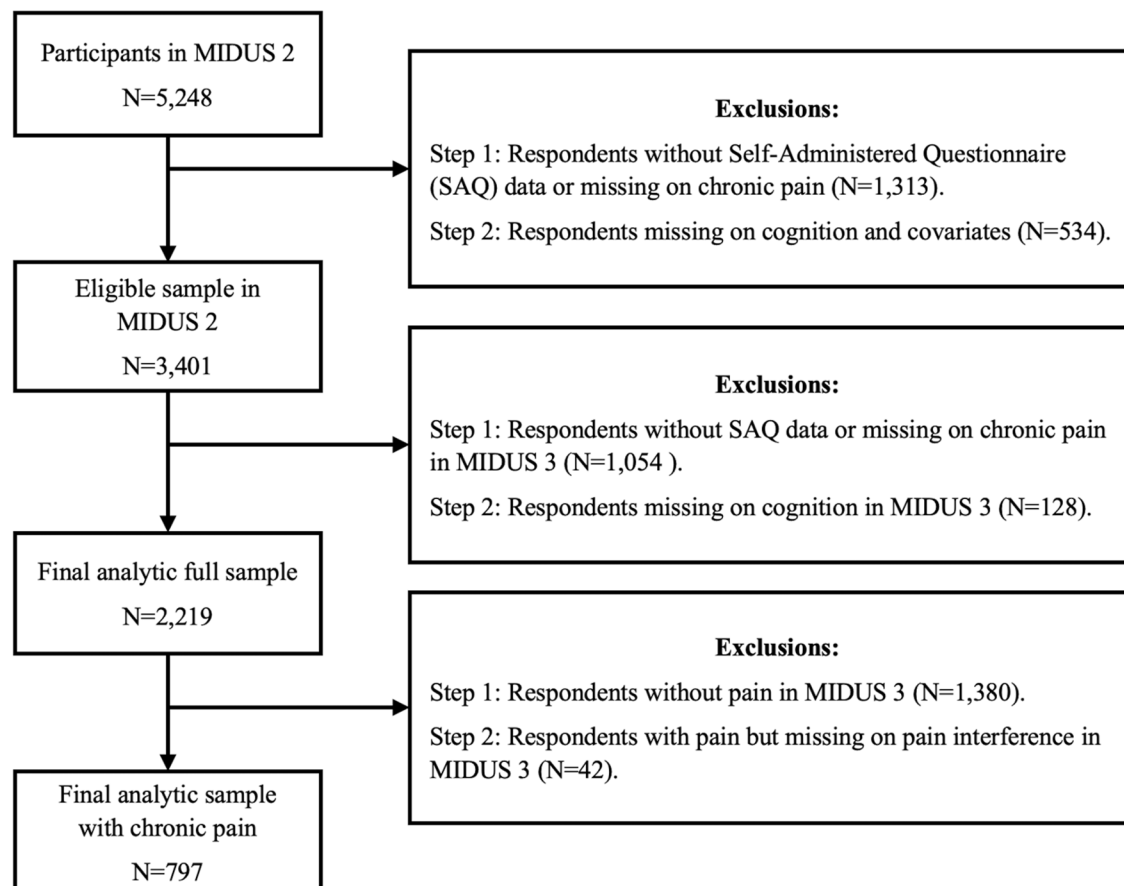 Participants in MIDUS 2
N=5,248
Exclusions:
Step 1: Respondents without Self-Administered Questionnaire
(SAQ) data or missing on chronic pain (N=1,313).
Step 2: Respondents missing on cognition and covariates (N=534).
Eligible sample in
MIDUS 2
N=3,401
Exclusions:
Step 1: Respondents without SAQ data or missing on chronic pain
in MIDUS 3 (N=1,054 ).
Step 2: Respondents missing on cognition in MIDUS 3 (N=128).
Final analytic full sample
N=2,219
Exclusions:
Step 1: Respondents without pain in MIDUS 3 (N=1,380).
Step 2: Respondents with pain but missing on pain interference in
MIDUS 3 (N=42).
Final analytic sample
with chronic pain
N=797